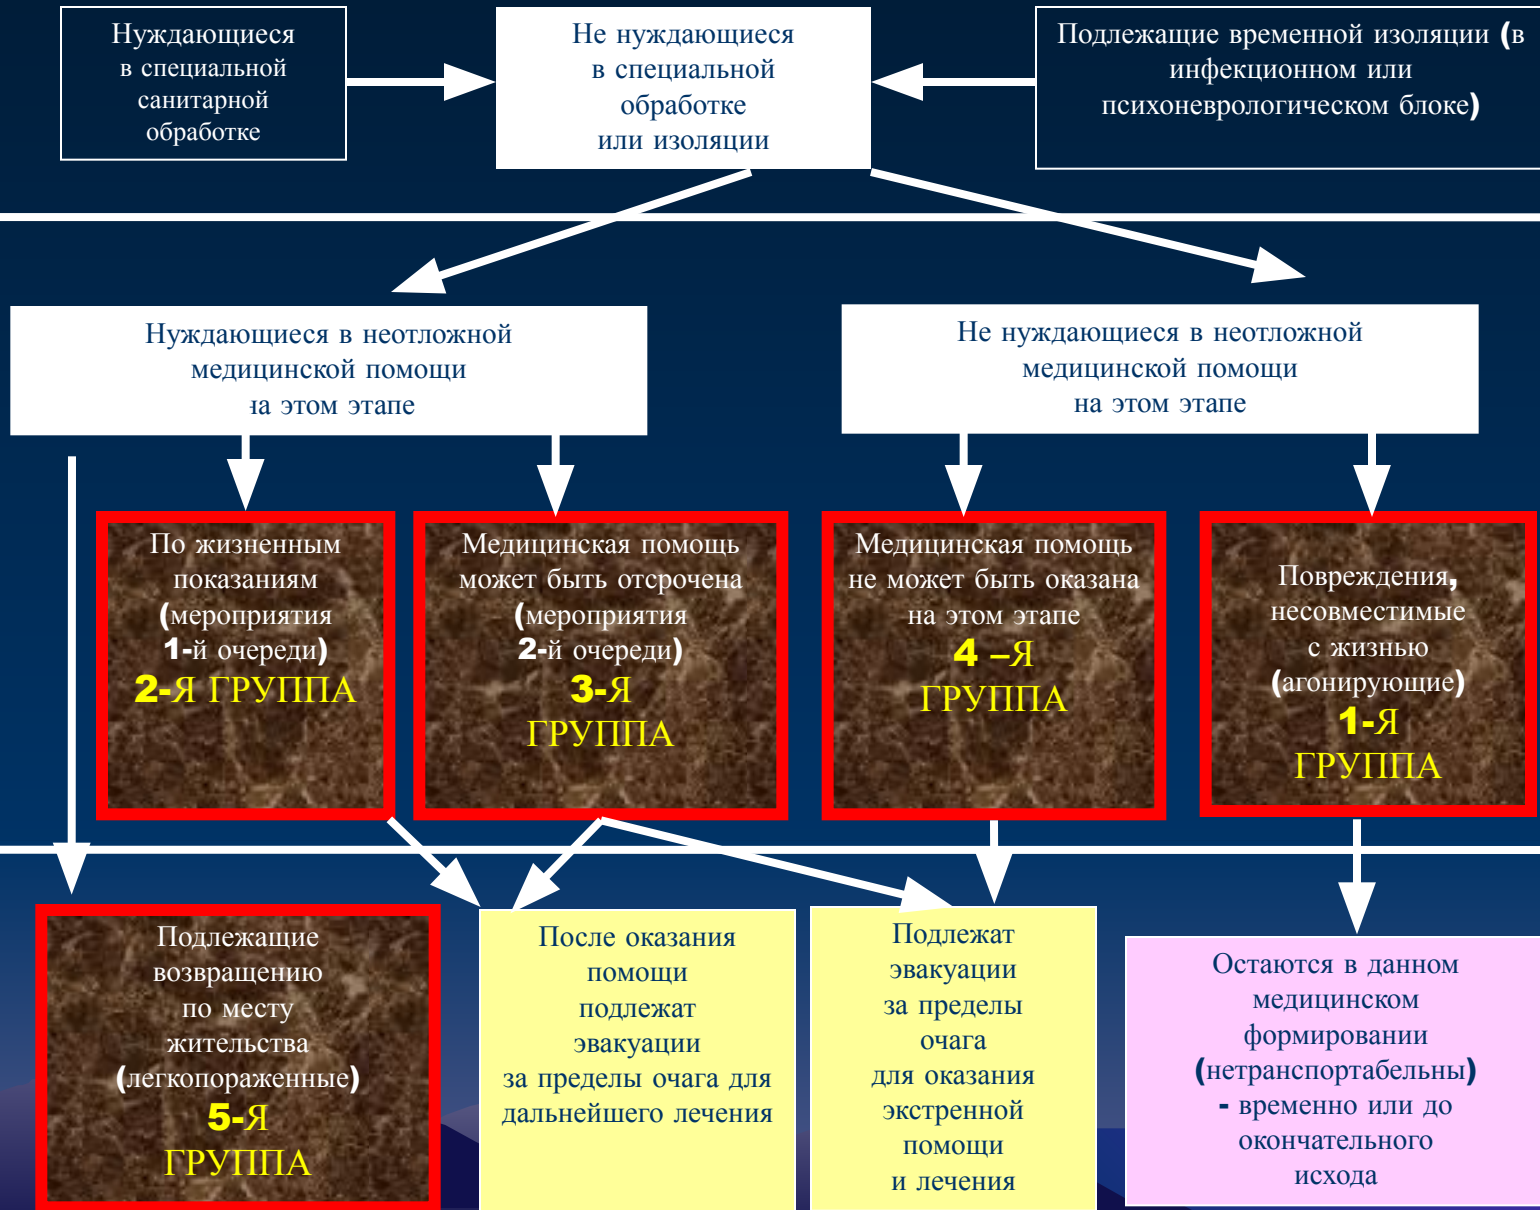 Нуждающиеся
в специальной
санитарной
обработке
Не нуждающиеся
в специальной
обработке
или изоляции
Подлежащие временной изоляции (в
инфекционном или
психоневрологическом блоке)
Нуждающиеся в неотложной
медицинской помощи
на этом этапе
Не нуждающиеся в неотложной
медицинской помощи
на этом этапе
По жизненным
показаниям
(мероприятия
1-й очереди)
2-Я ГРУППА
Медицинская помощь
может быть отсрочена
(мероприятия
2-й очереди)
3-Я
ГРУППА
Медицинская помощь
не может быть оказана
на этом этапе
4 –Я
ГРУППА
Повреждения,
несовместимые
с жизнью
(агонирующие)
1-Я
ГРУППА
Подлежащие
возвращению
по месту
жительства
(легкопораженные)
5-Я
ГРУППА
После оказания
помощи
подлежат
эвакуации
за пределы очага для
дальнейшего лечения
Подлежат
эвакуации
за пределы
очага
для оказания
экстренной
помощи
и лечения
Остаются в данном
медицинском
формировании
(нетранспортабельны)
- временно или до
окончательного
исхода